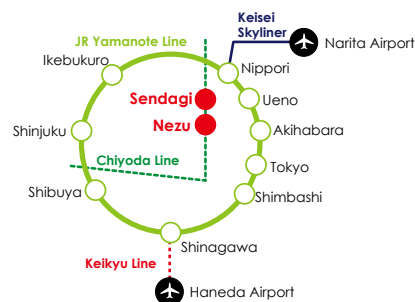 Keisei
Skyliner
JR Yamanote Line
Narita Airport
Ikebukuro
Nippori
Sendagi
Ueno
Nezu
Shinjuku
Akihabara
Chiyoda Line
Tokyo
Shibuya
Shimbashi
Shinagawa
Keikyu Line
Haneda Airport